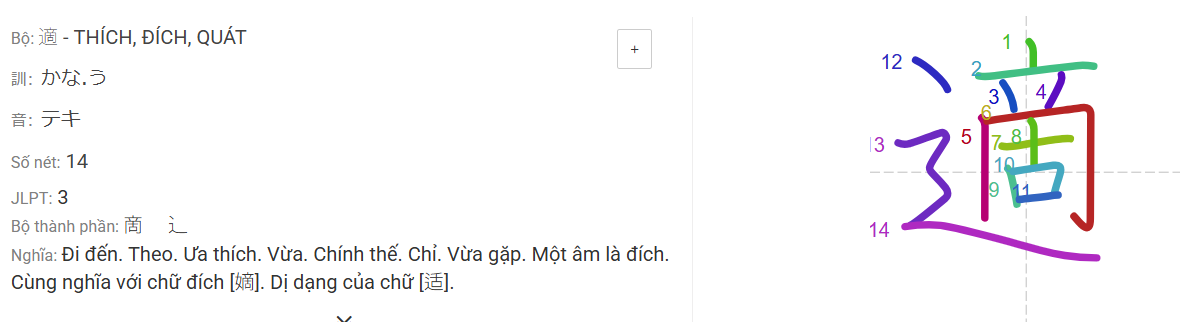 Bộ: 適 - THÍCH, ĐÍCH, QUÁT
+
訓: かな.う
音: テキ
Số nét: 14
JLPT: 3
Bộ thành phần: 啇 辶
Nghĩa: Đi đến. Theo. Ưa thích. Vừa. Chính thế. Chỉ. Vừa gặp. Một âm là đích.
Cùng nghĩa với chữ đích [嫡]. Dị dạng của chữ [适].
適
1
2
3
4
5
6
7
8
9
10
11
12
13
14